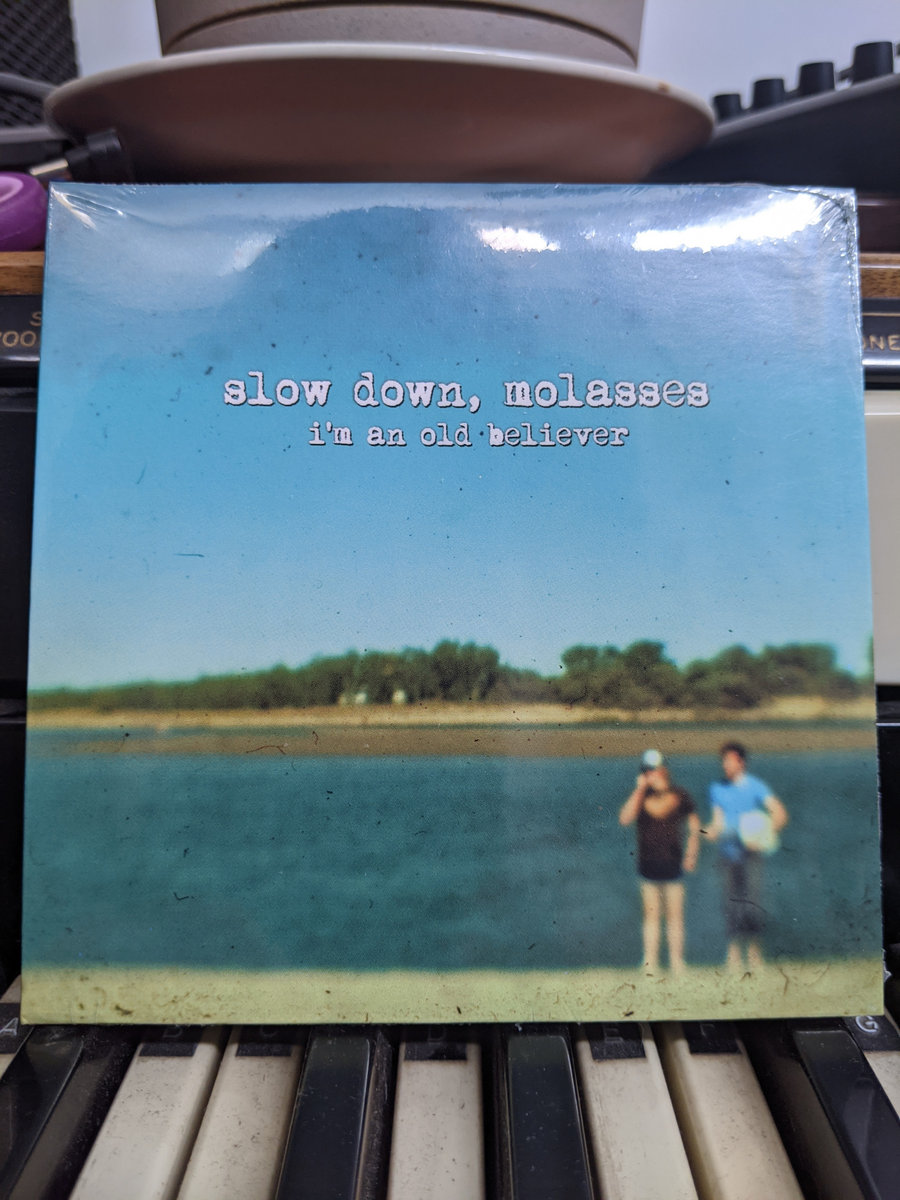 slow down, molasses
i'm an old believer
A
G